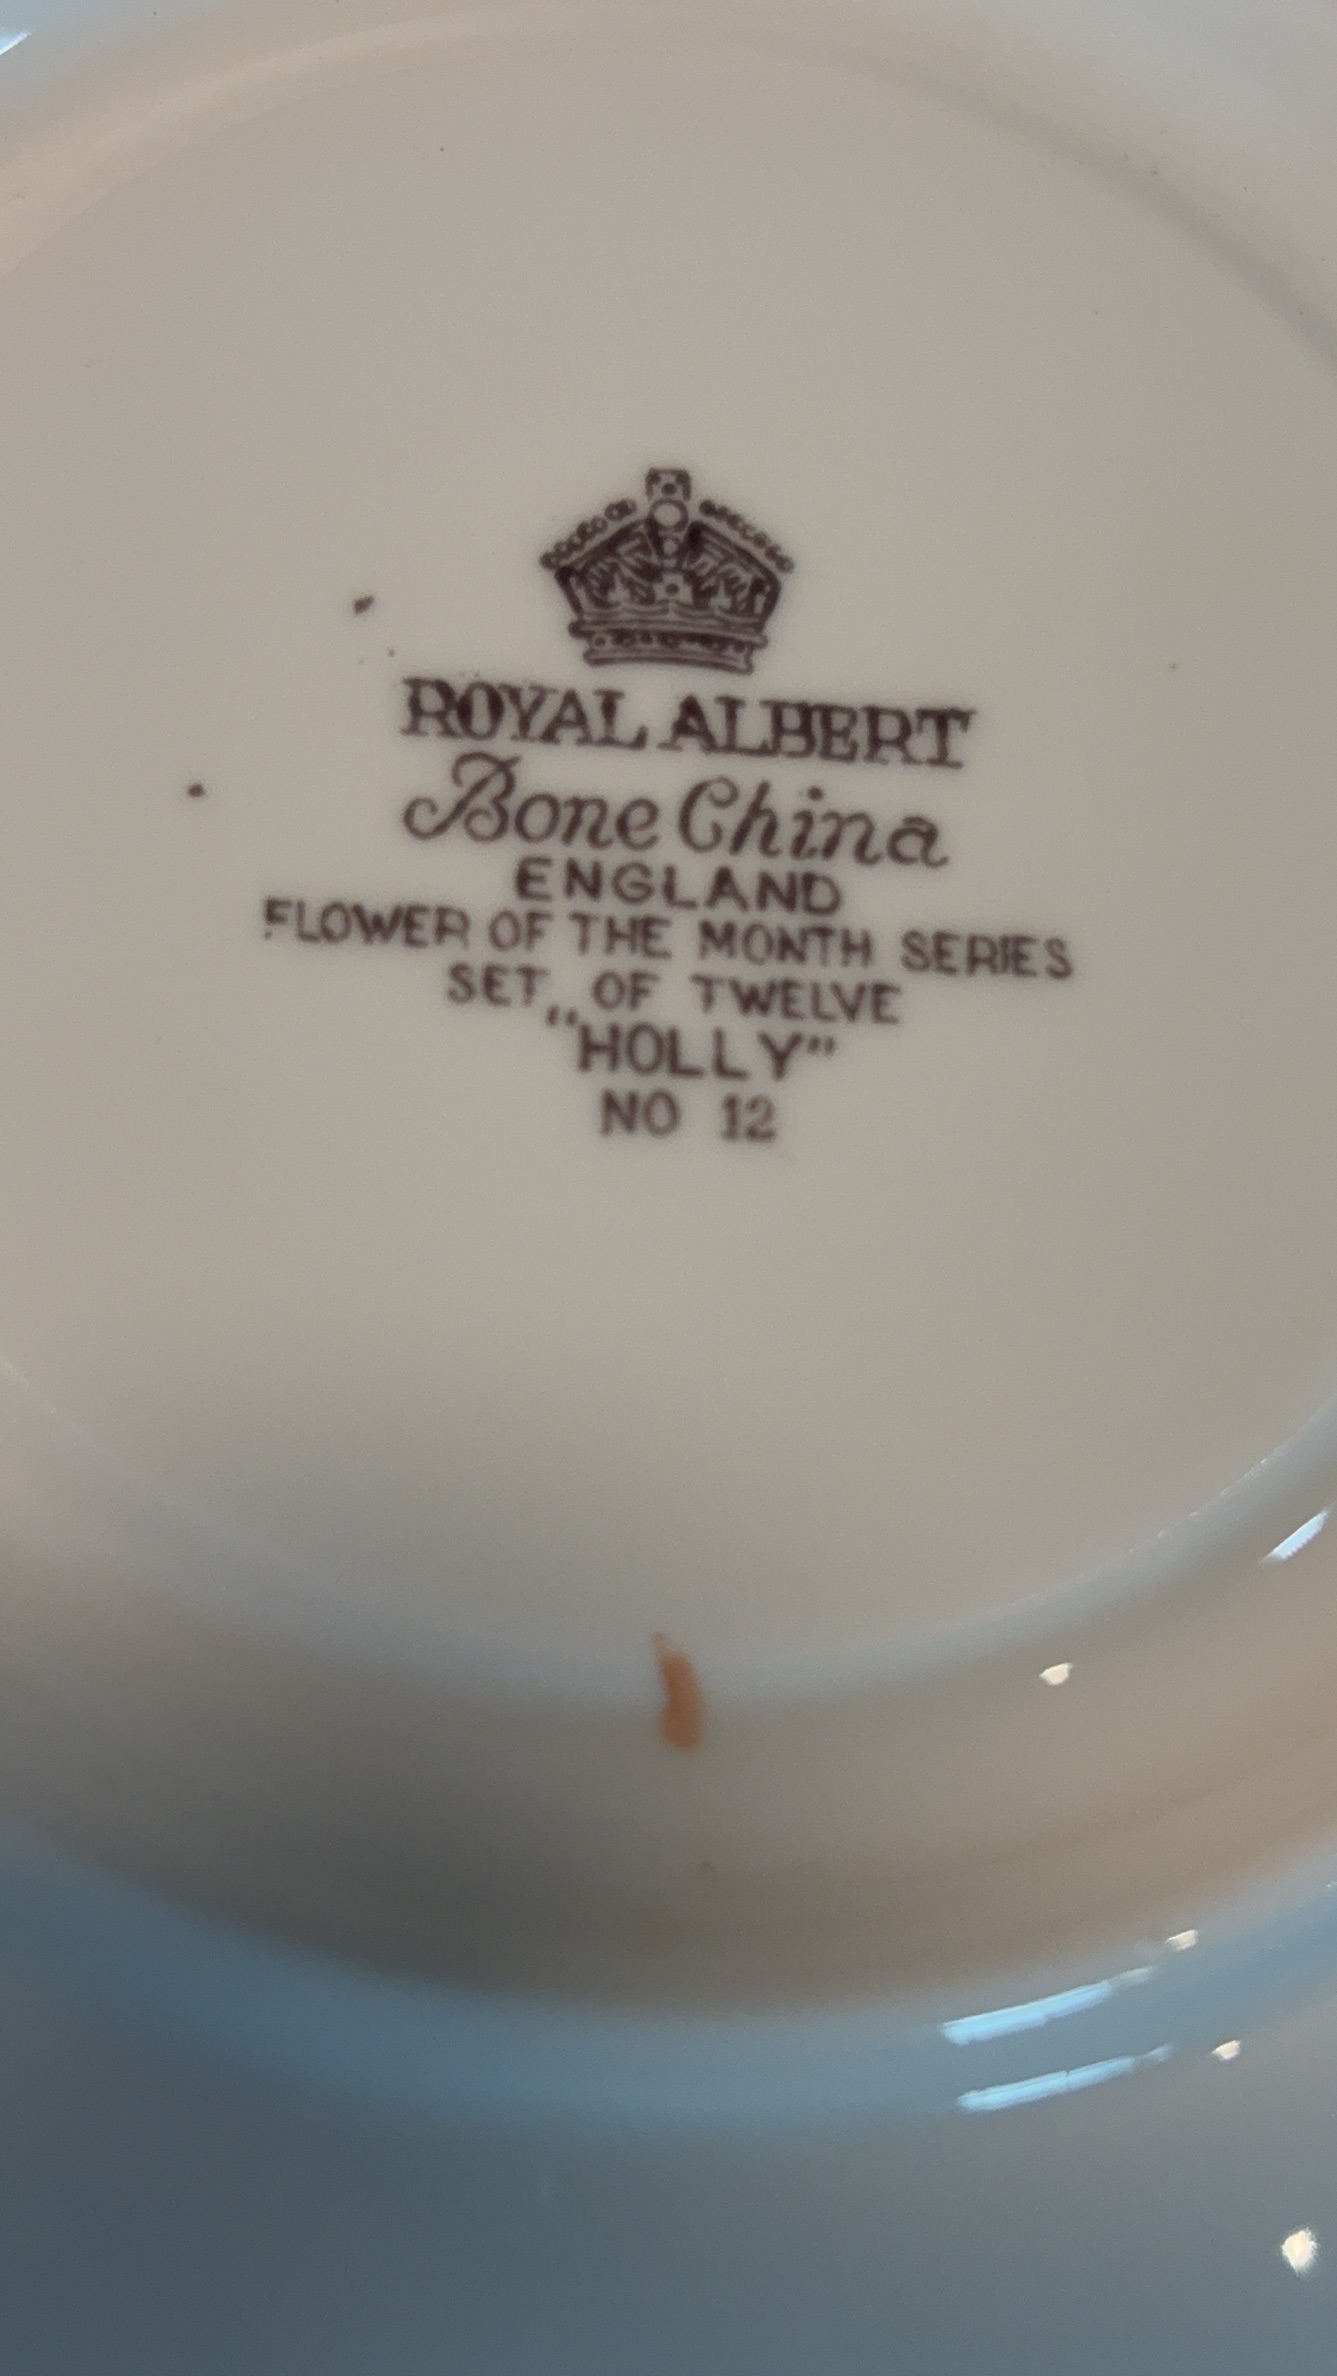 ROYAL ALBERT
Bone China
ENGLAND
FLOWER OF THE MONTH SERIES
SET OF TWELVE
"HOLLY"
NO 12